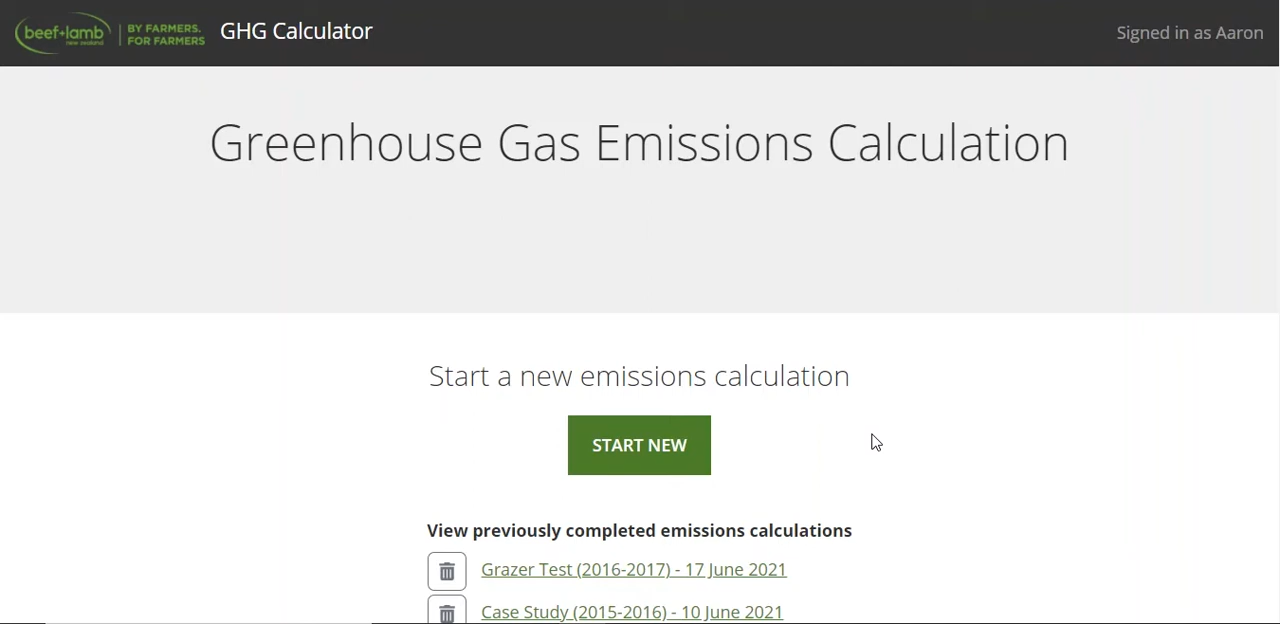 beef+lamb
new zealand
BY FARMERS.
FOR FARMERS
GHG Calculator
Signed in as Aaron
Greenhouse Gas Emissions Calculation
Start a new emissions calculation
START NEW
View previously completed emissions calculations
Grazer Test (2016-2017) - 17 June 2021
Case Study (2015-2016) - 10 June 2021